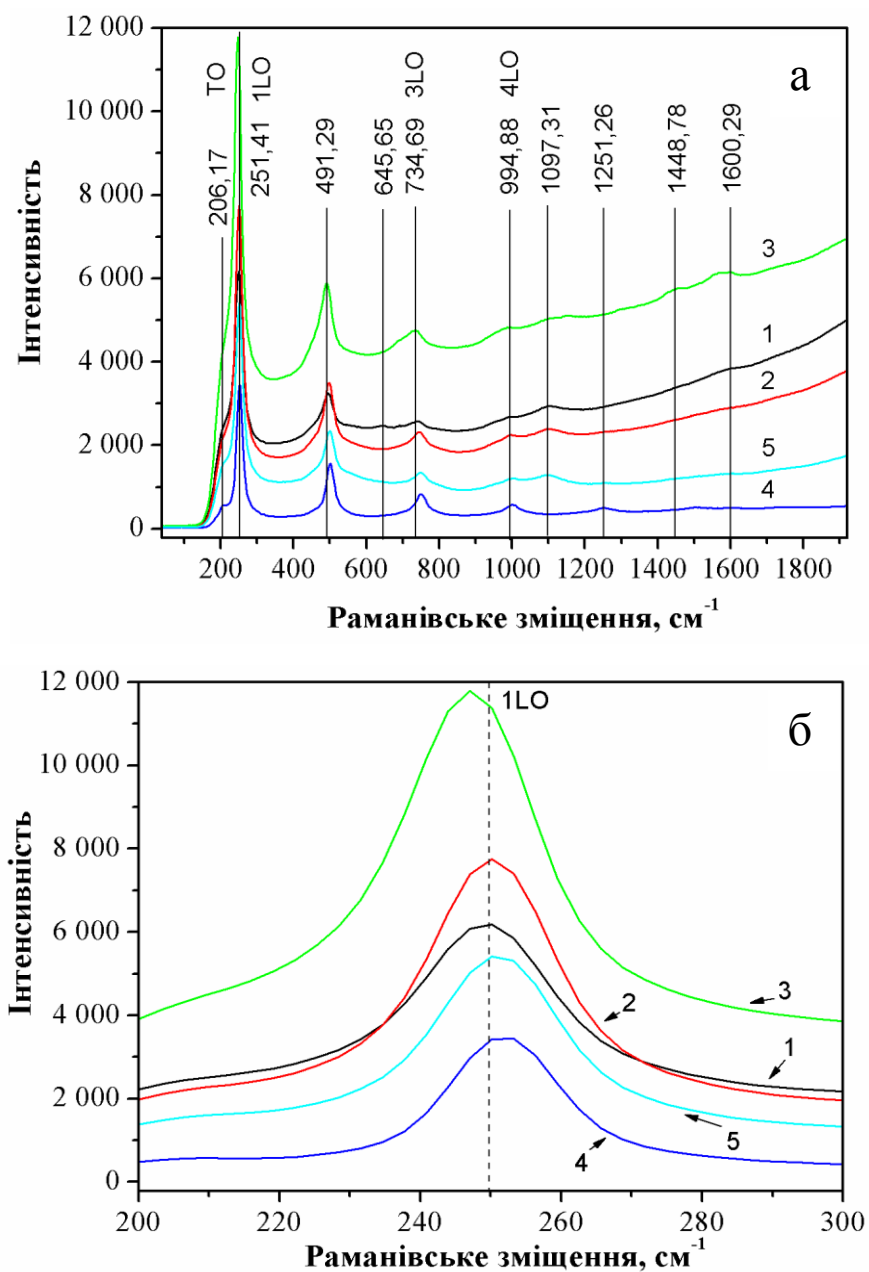 12 000
10 000
8 000
6 000
4 000
2 000
0
Інтенсивність
TO
206,17
1LO
251,41
491,29
645,65
3LO
734,69
4LO
994,88
1097,31
1251,26
1448,78
1600,29
а
3
1
2
5
4
200 400 600 800 1000 1200 1400 1600 1800
Раманівське зміщення, см-1
12 000
10 000
8 000
6 000
4 000
2 000
0
Інтенсивність
1LO
б
3
2
1
5
4
200 220 240 260 280 300
Раманівське зміщення, см-1